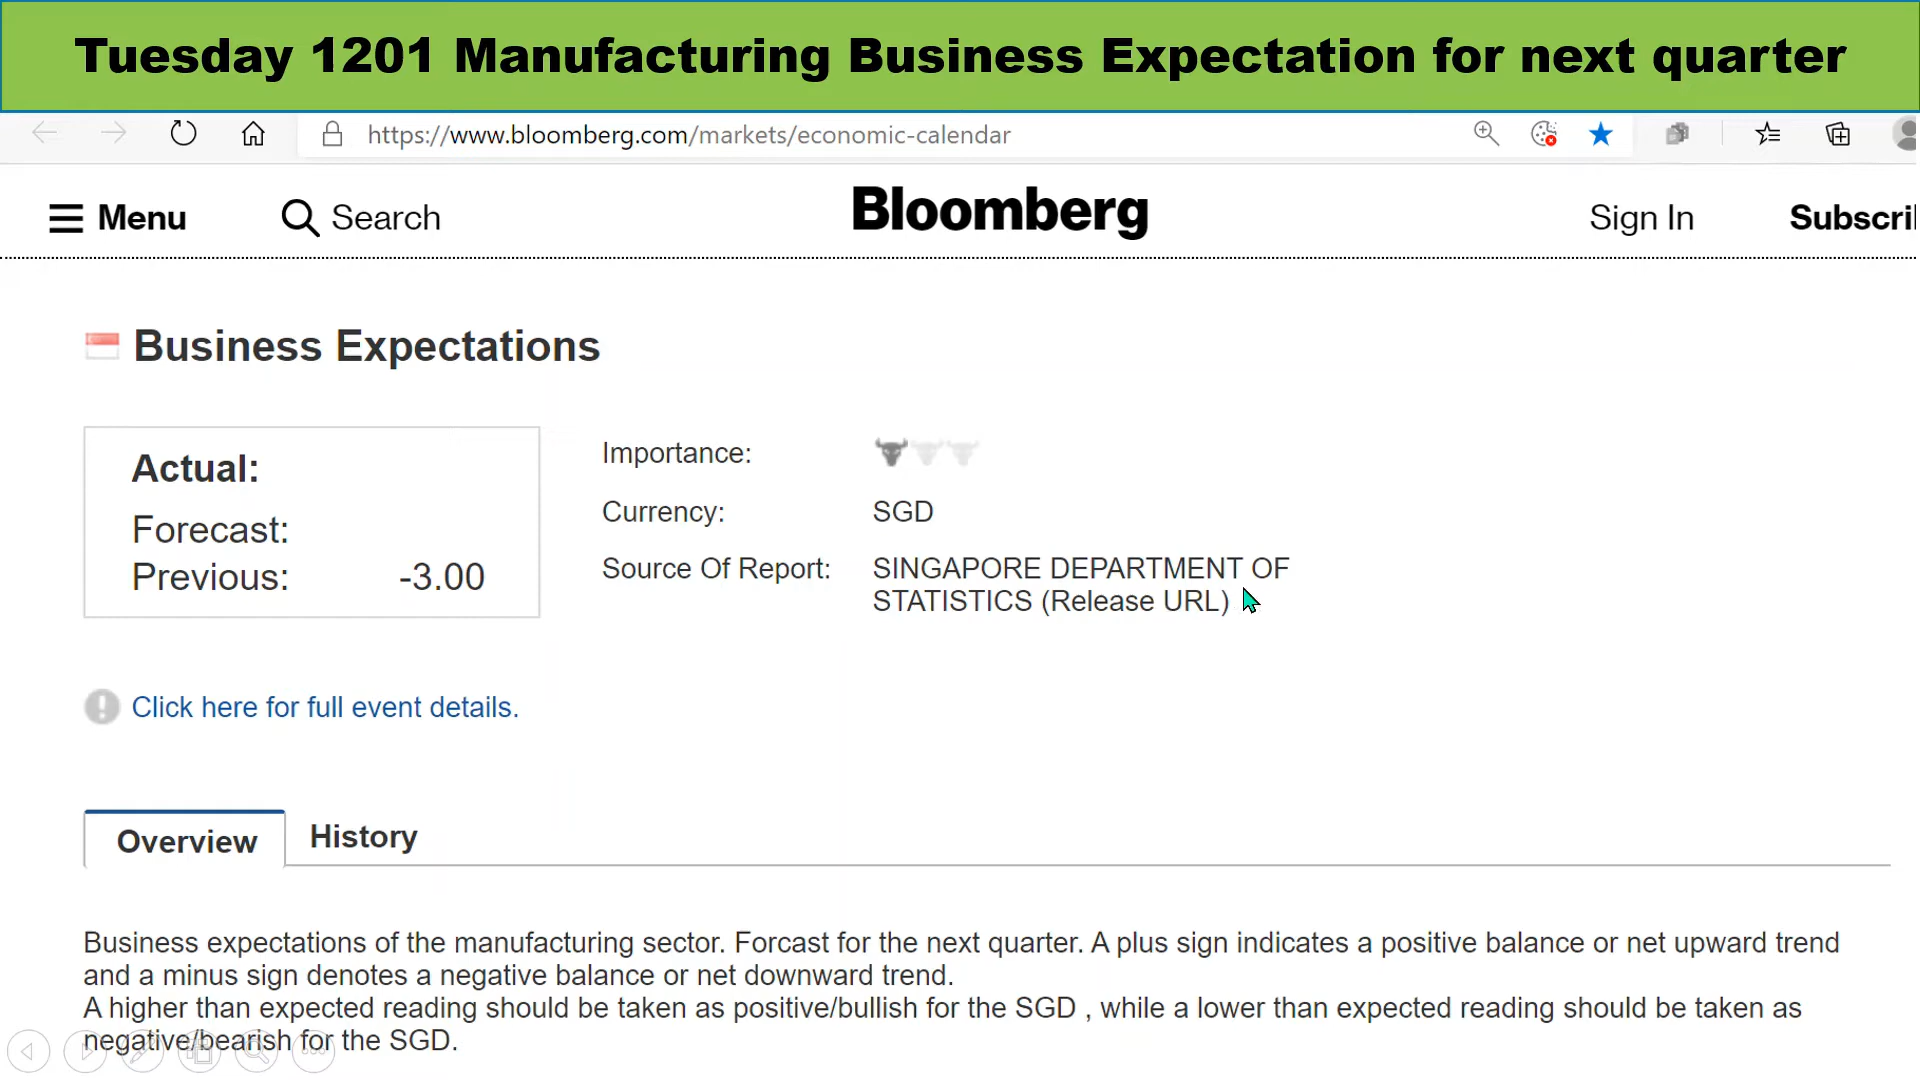 Tuesday 1201 Manufacturing Business Expectation for next quarter
https://www.bloomberg.com/markets/economic-calendar
Menu
Search
Bloomberg
Sign In
Subscri
Business Expectations
Actual:
Forecast:
Previous: -3.00
Importance:
Currency: SGD
Source Of Report: SINGAPORE DEPARTMENT OF
STATISTICS (Release URL)
Click here for full event details.
Overview
History
Business expectations of the manufacturing sector. Forcast for the next quarter. A plus sign indicates a positive balance or net upward trend
and a minus sign denotes a negative balance or net downward trend.
A higher than expected reading should be taken as positive/bullish for the SGD , while a lower than expected reading should be taken as
negative/bearish for the SGD.